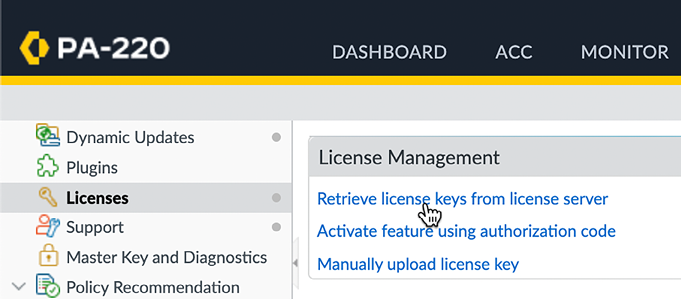 PA-220
DASHBOARD ACC MONITOR
Dynamic Updates
Plugins
Licenses
Support
Master Key and Diagnostics
Policy Recommendation
License Management
Retrieve license keys from license server
Activate feature using authorization code
Manually upload license key